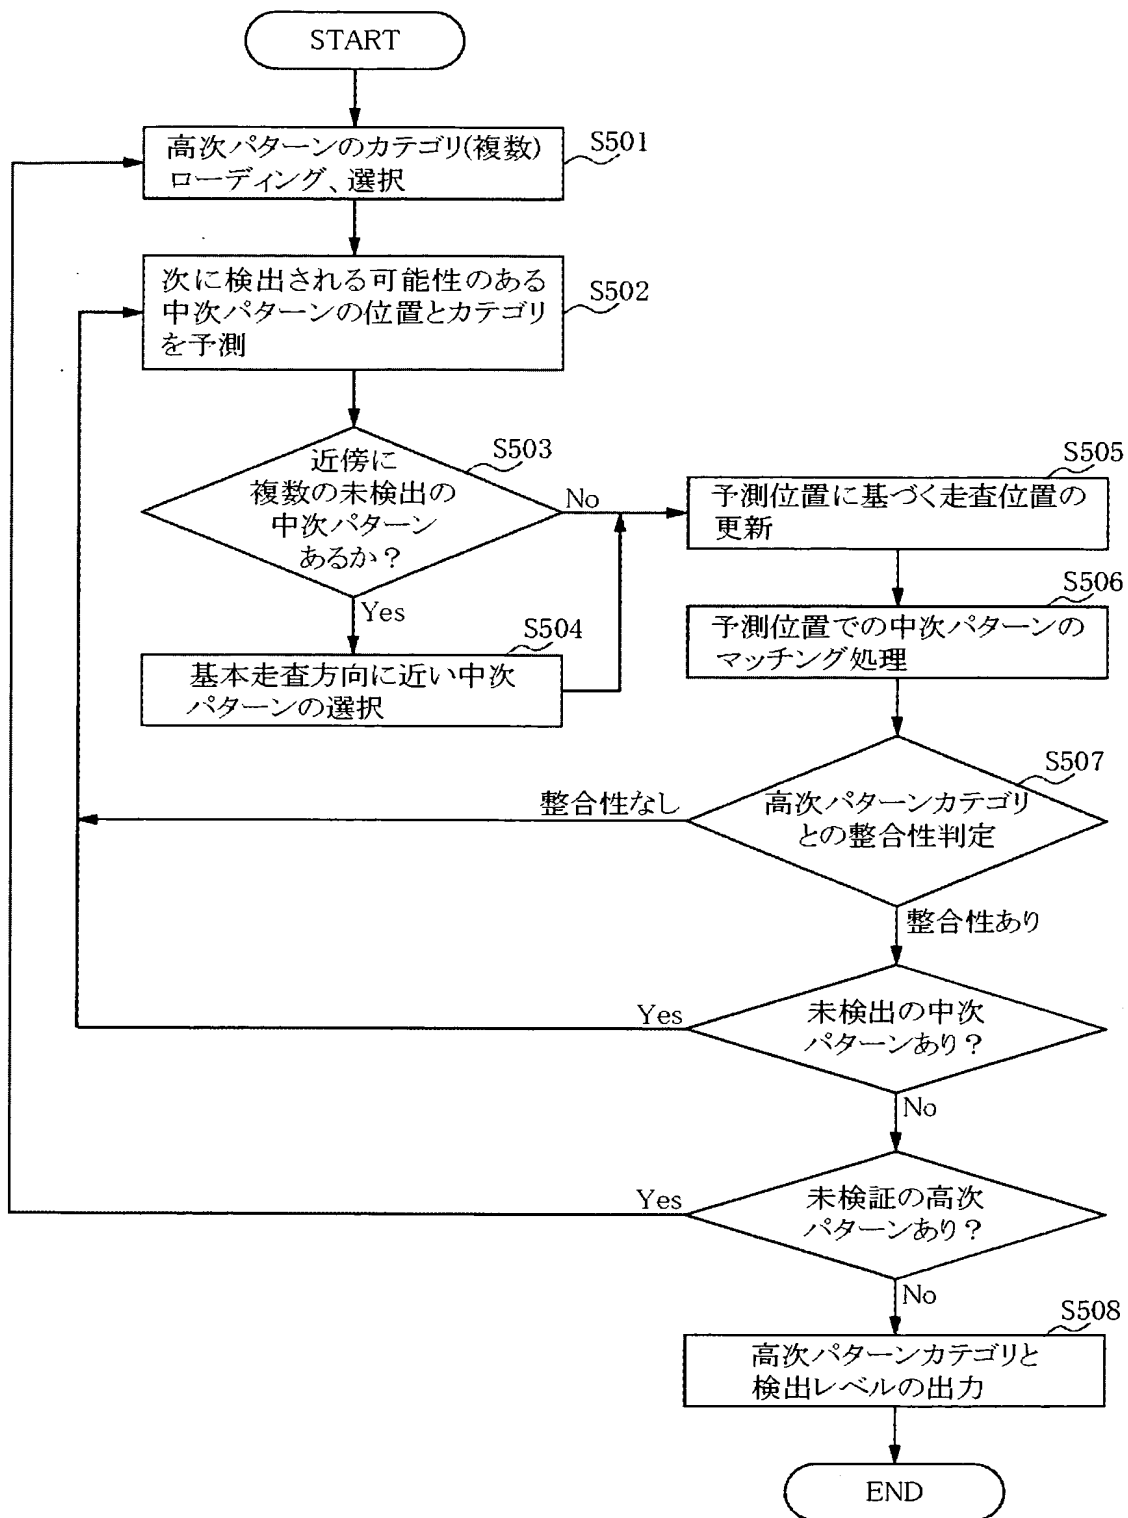 START
高次パターンのカテゴリ(複数)
ローディング、選択
S501
次に検出される可能性のある
中次パターンの位置とカテゴリ
を予測
S502
近傍に
複数の未検出の
中次パターン
あるか？
S503
No
Yes
基本走査方向に近い中次
パターンの選択
S504
予測位置に基づく走査位置の
更新
S505
予測位置での中次パターンの
マッチング処理
S506
高次パターンカテゴリ
との整合性判定
S507
整合性なし
整合性あり
未検出の中次
パターンあり？
Yes
No
未検証の高次
パターンあり？
Yes
No
高次パターンカテゴリと
検出レベルの出力
S508
END